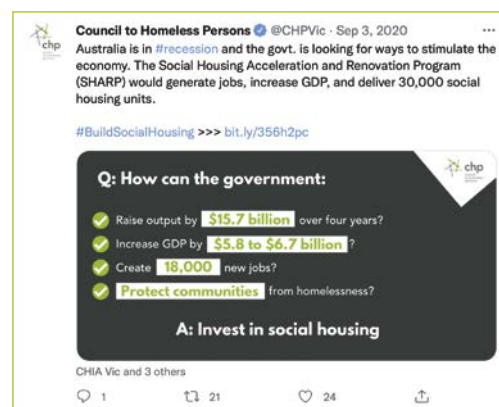 Council to Homeless Persons @CHPVic · Sep 3, 2020 ...
chp
Australia is in #recession and the govt. is looking for ways to stimulate the
economy. The Social Housing Acceleration and Renovation Program
(SHARP) would generate jobs, increase GDP, and deliver 30,000 social
housing units.
#BuildSocialHousing >>> bit.ly/356h2pc
chp
Q: How can the government:
Raise output by $15.7 billion over four years?
Increase GDP by $5.8 to $6.7 billion ?
Create 18,000 new jobs?
Protect communities from homelessness?
A: Invest in social housing
CHIA Vic and 3 others
1 21 24